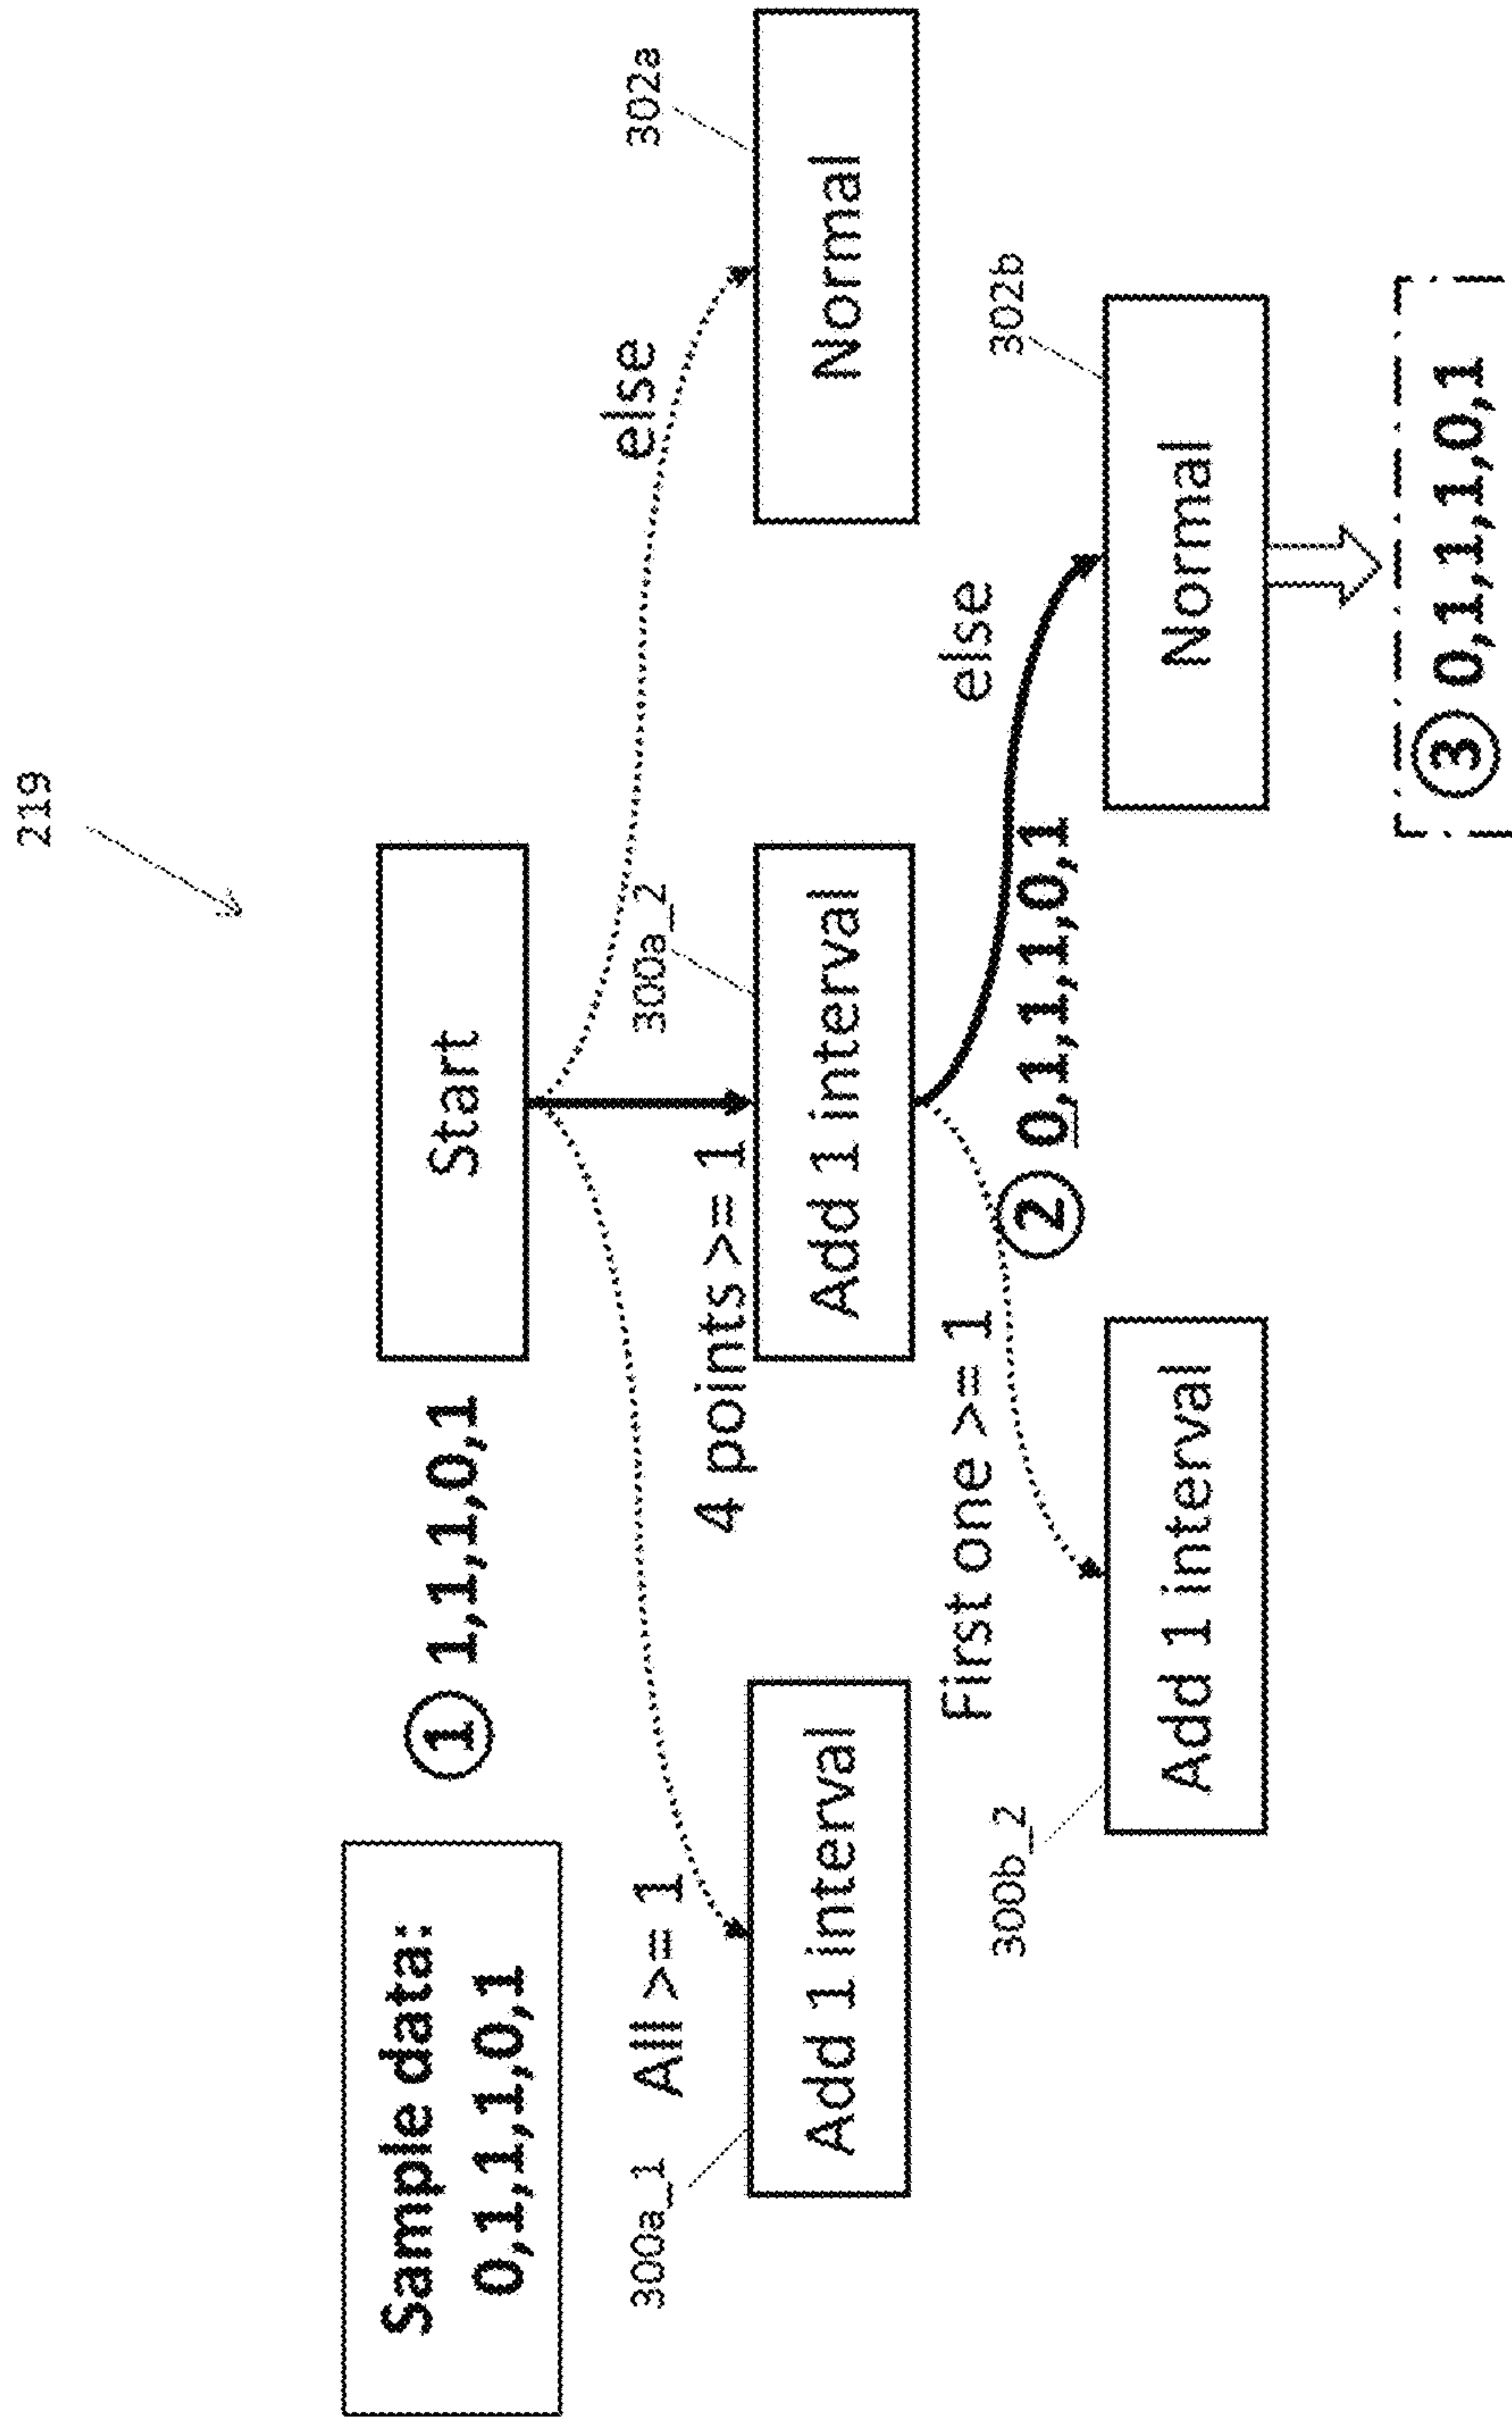 219
Sample data:
0,1,1,1,0,1
① 1,1,1,0,1
Start
300a_1
All >= 1
4 points >= 1
300a_2
else
302a
Add 1 interval
Add 1 interval
Normal
300b_2
First one >= 1
② 0,1,1,1,0,1
else
302b
Add 1 interval
Normal
③ 0,1,1,1,0,1